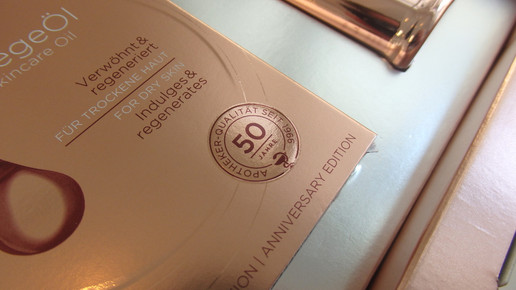 egeÖl
kincare Oil
Verwöhnt &
regeneriert
FÜR TROCKENE HAUT
FOR DRY SKIN
Indulges &
regenerates
APOTHEKER-QUALITÄT SEIT 1966
50
JAHRE
ION | ANNIVERSARY EDITION